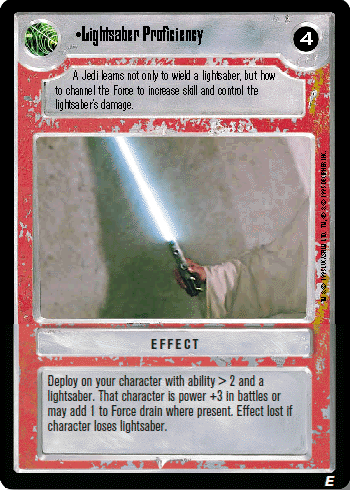 •Lightsaber Proficiency
4
A Jedi learns not only to wield a lightsaber, but how
to channel the Force to increase skill and control the
lightsaber's damage.
EFFECT
Deploy on your character with ability > 2 and a
lightsaber. That character is power +3 in battles or
may add 1 to Force drain where present. Effect lost if
character loses lightsaber.
E